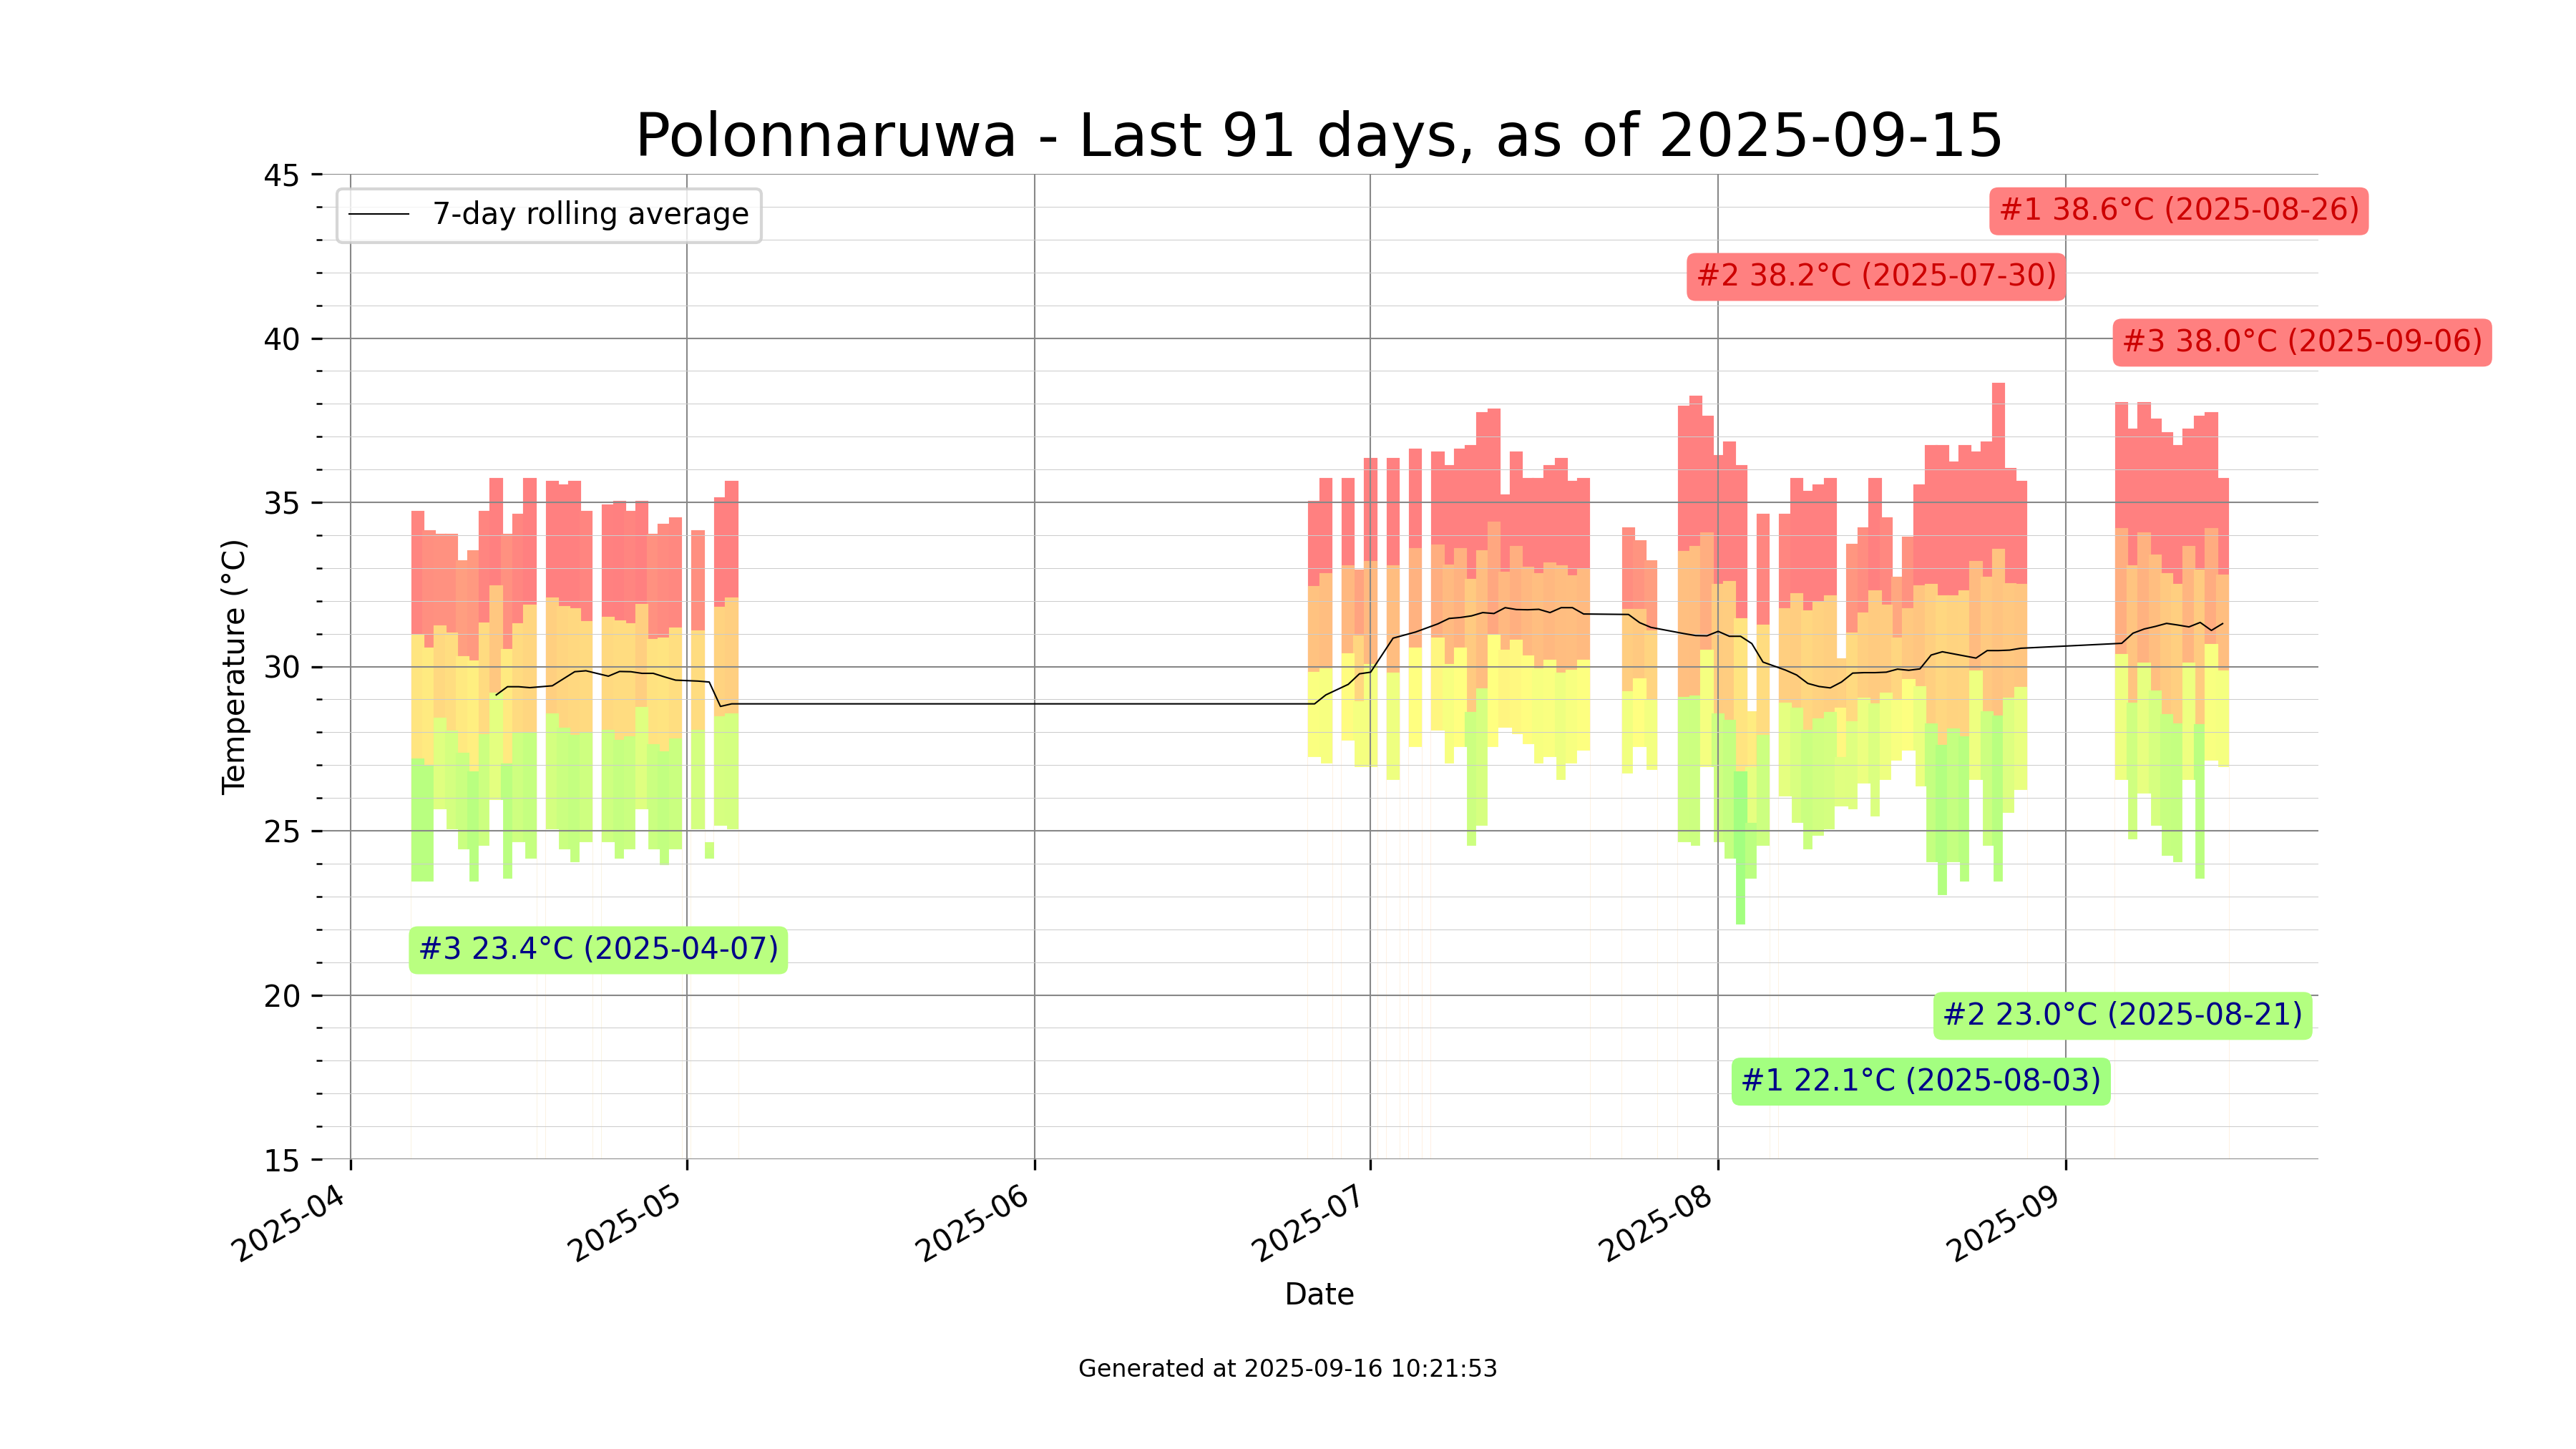 Polonnaruwa - Last 91 days, as of 2025-09-15
45
7-day rolling average
#1 38.6°C (2025-08-26)
#2 38.2°C (2025-07-30)
40
#3 38.0°C (2025-09-06)
35
Temperature (°C)
30
25
#3 23.4°C (2025-04-07)
20
#2 23.0°C (2025-08-21)
#1 22.1°C (2025-08-03)
15
2025-04
2025-05
2025-06
2025-07
2025-08
2025-09
Date
Generated at 2025-09-16 10:21:53